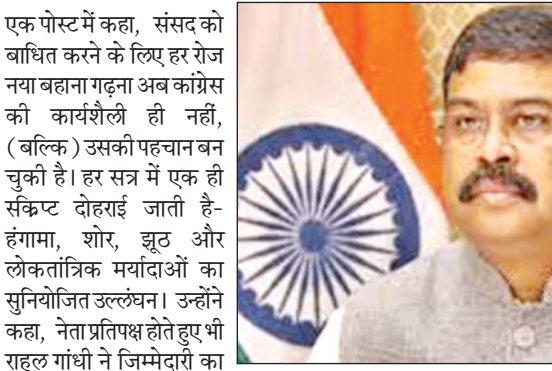 एक पोस्ट में कहा, संसद को
बाधित करने के लिए हर रोज
नया बहाना गढ़ना अब कांग्रेस
की कार्यशैली ही नहीं,
(बल्कि) उसकी पहचान बन
चुकी है। हर सत्र में एक ही
स्क्रिप्ट दोहराई जाती है-
हंगामा, शोर, झूठ और
लोकतांत्रिक मर्यादाओं का
सुनियोजित उल्लंघन। उन्होंने
कहा, नेता प्रतिपक्ष होते हुए भी
राहुल गांधी ने जिम्मेदारी का